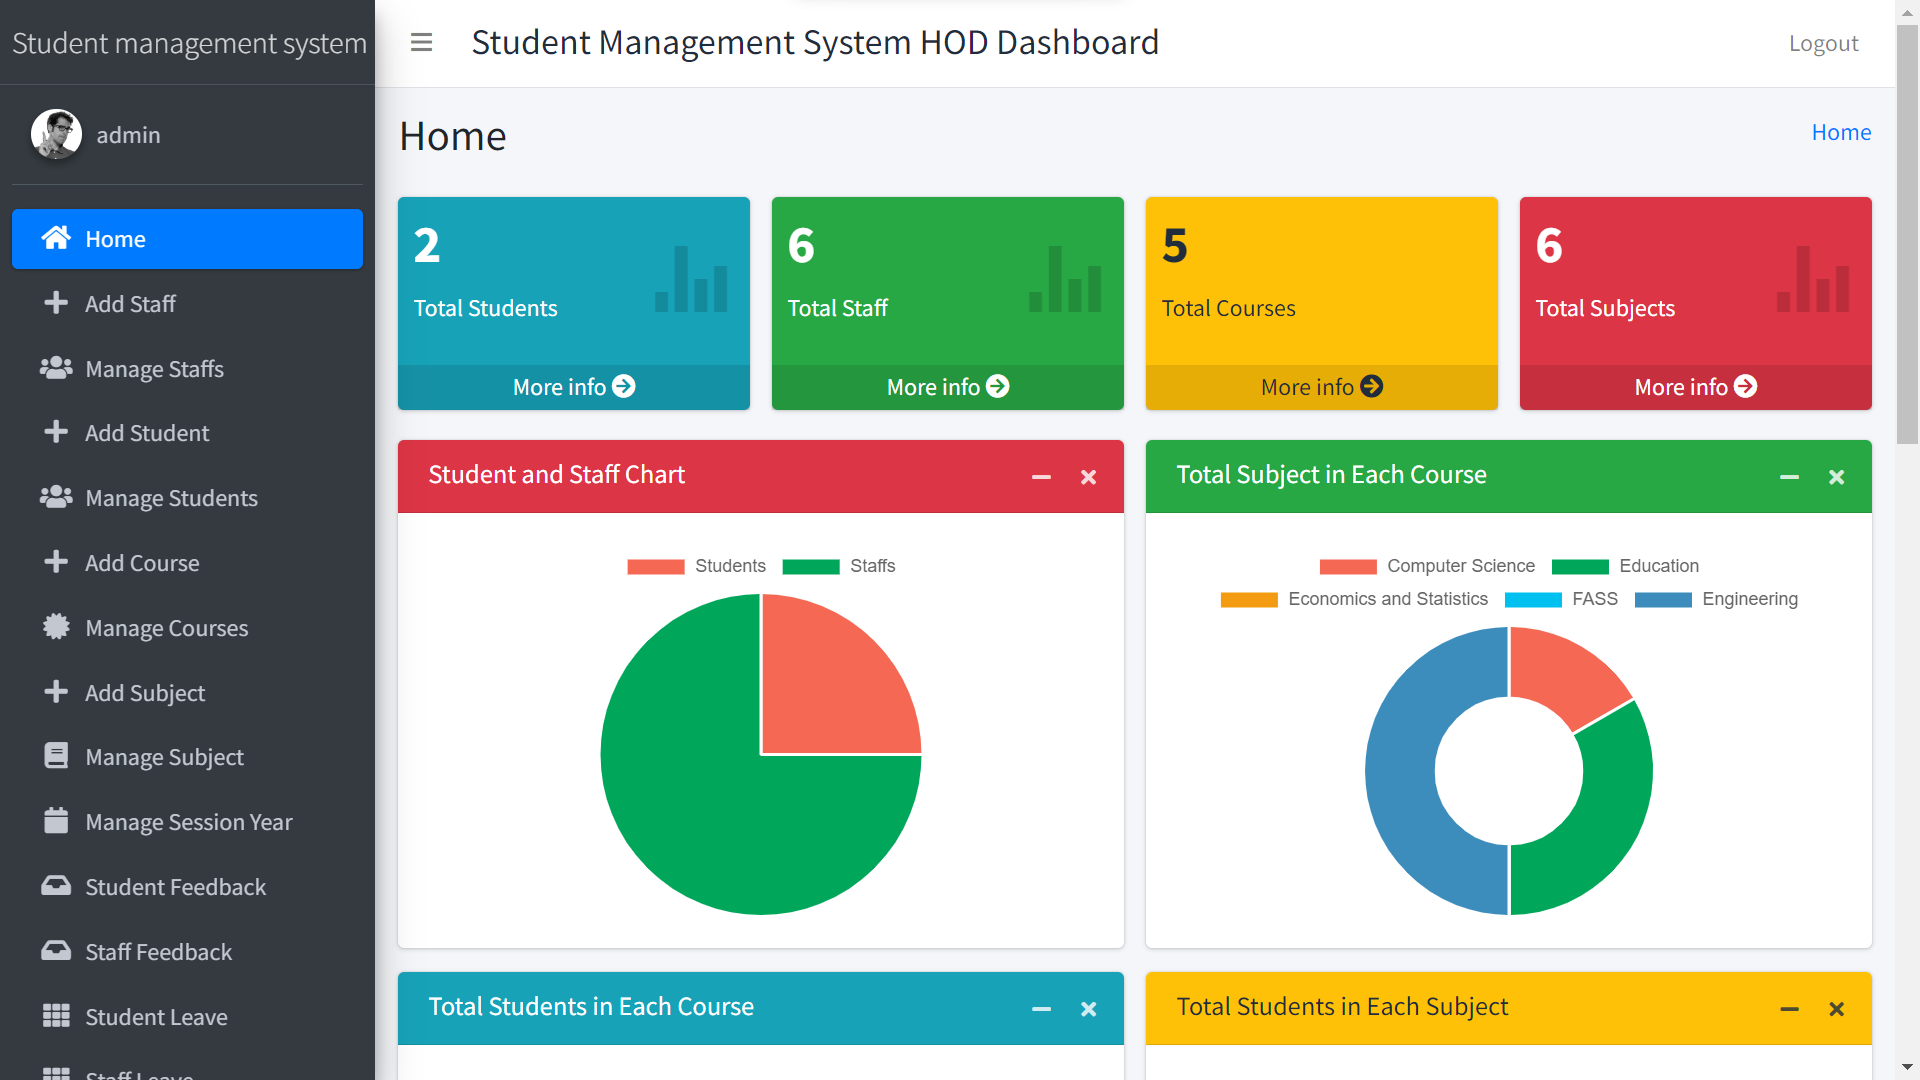 Student management system
Student Management System HOD Dashboard
Logout
admin
Home
Home
Home
Add Staff
Manage Staffs
Add Student
Manage Students
Add Course
Manage Courses
Add Subject
Manage Subject
Manage Session Year
Student Feedback
Staff Feedback
Student Leave
Staff Leave
2
Total Students
More info
6
Total Staff
More info
5
Total Courses
More info
6
Total Subjects
More info
Student and Staff Chart
Students Staffs
Total Subject in Each Course
Computer Science Education
Economics and Statistics FASS Engineering
Total Students in Each Course
Total Students in Each Subject